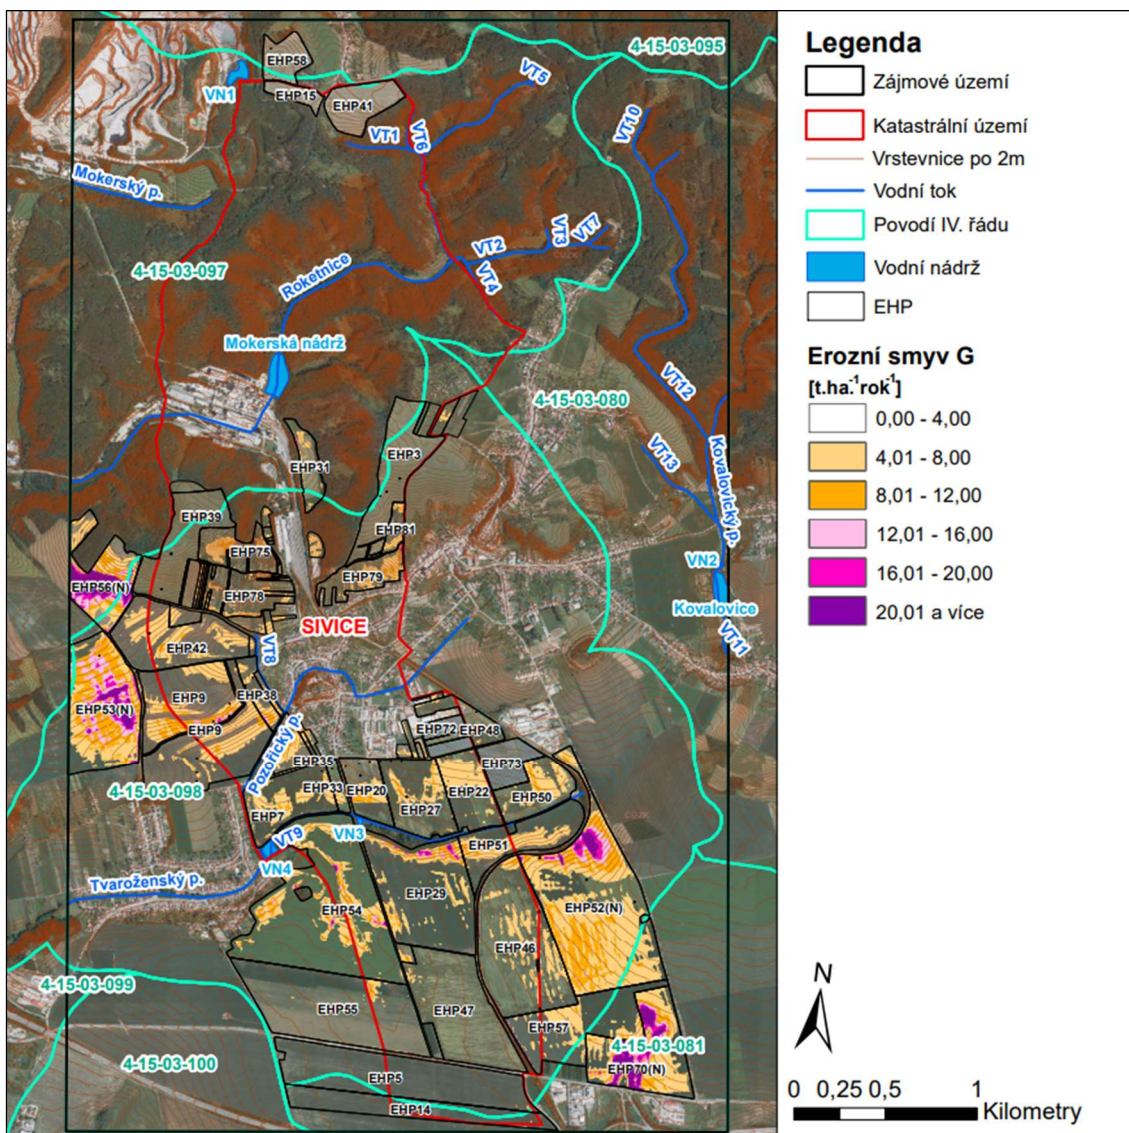 4-15-03-095
EHP58
VN1
EHP15
EHP41
VT5
VT1
VT6
VT10
Mokerský p.
VT2
VT3
VT7
VT4
4-15-03-097
Roketnice
Mokerská nádrž
VT12
4-15-03-080
EHP3
EHP31
VT13
Kovalovický p.
EHP39
EHP81
EHP75
EHP79
VN2
EHP56(N)
EHP78
Kovalovice
SIVICE
VT11
EHP42
VT8
EHP9
EHP38
EHP53(N)
EHP9
EHP72
EHP48
Pozořický p.
EHP35
EHP73
4-15-03-098
EHP33
EHP20
EHP22
EHP50
EHP27
EHP7
VN3
VT9
EHP51
VN4
Tvaroženský p.
EHP29
EHP54
EHP52(N)
EHP46
4-15-03-099
EHP55
EHP47
EHP57
4-15-03-081
4-15-03-100
EHP70(N)
EHP5
EHP14
Legenda
Zájmové území
Katastrální území
Vrstevnice po 2m
Vodní tok
Povodí IV. řádu
Vodní nádrž
EHP
Erozní smyv G
[t.ha.⁻¹rok⁻¹]
0,00 - 4,00
4,01 - 8,00
8,01 - 12,00
12,01 - 16,00
16,01 - 20,00
20,01 a více
N
0 0,25 0,5 1
Kilometry